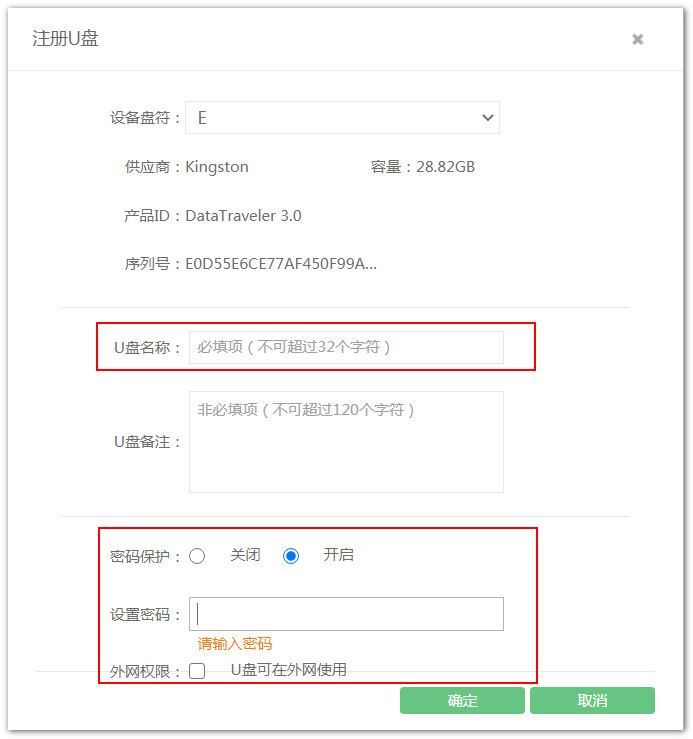 注册U盘
设备盘符： E
供应商：Kingston 容量：28.82GB
产品ID：DataTraveler 3.0
序列号：E0D55E6CE77AF450F99A...
U盘名称： 必填项（不可超过32个字符）
非必填项（不可超过120个字符）
U盘备注：
密码保护： 关闭 开启
设置密码：
请输入密码
外网权限： U盘可在外网使用
确定 取消